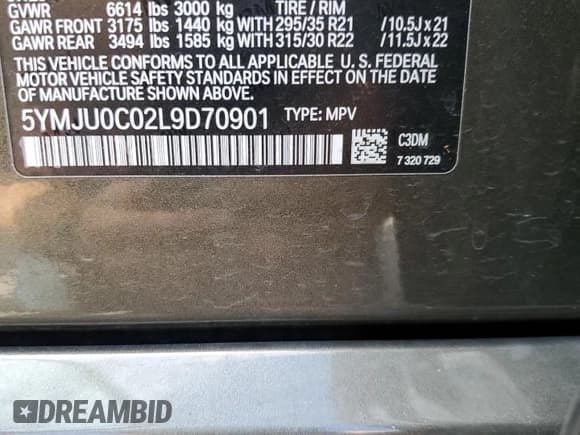 GVWR 6614 lbs 3000 kg TIRE / RIM
GAWR FRONT 3175 lbs 1440 kg WITH 295/35 R21 / 10.5J x 21
GAWR REAR 3494 lbs 1585 kg WITH 315/30 R22 / 11.5J x 22
THIS VEHICLE CONFORMS TO ALL APPLICABLE U.S. FEDERAL
MOTOR VEHICLE SAFETY STANDARDS IN EFFECT ON THE DATE
OF MANUFACTURE SHOWN ABOVE.
5YMJU0C02L9D70901 TYPE: MPV
C3DM
7 320 729
DREAMBID